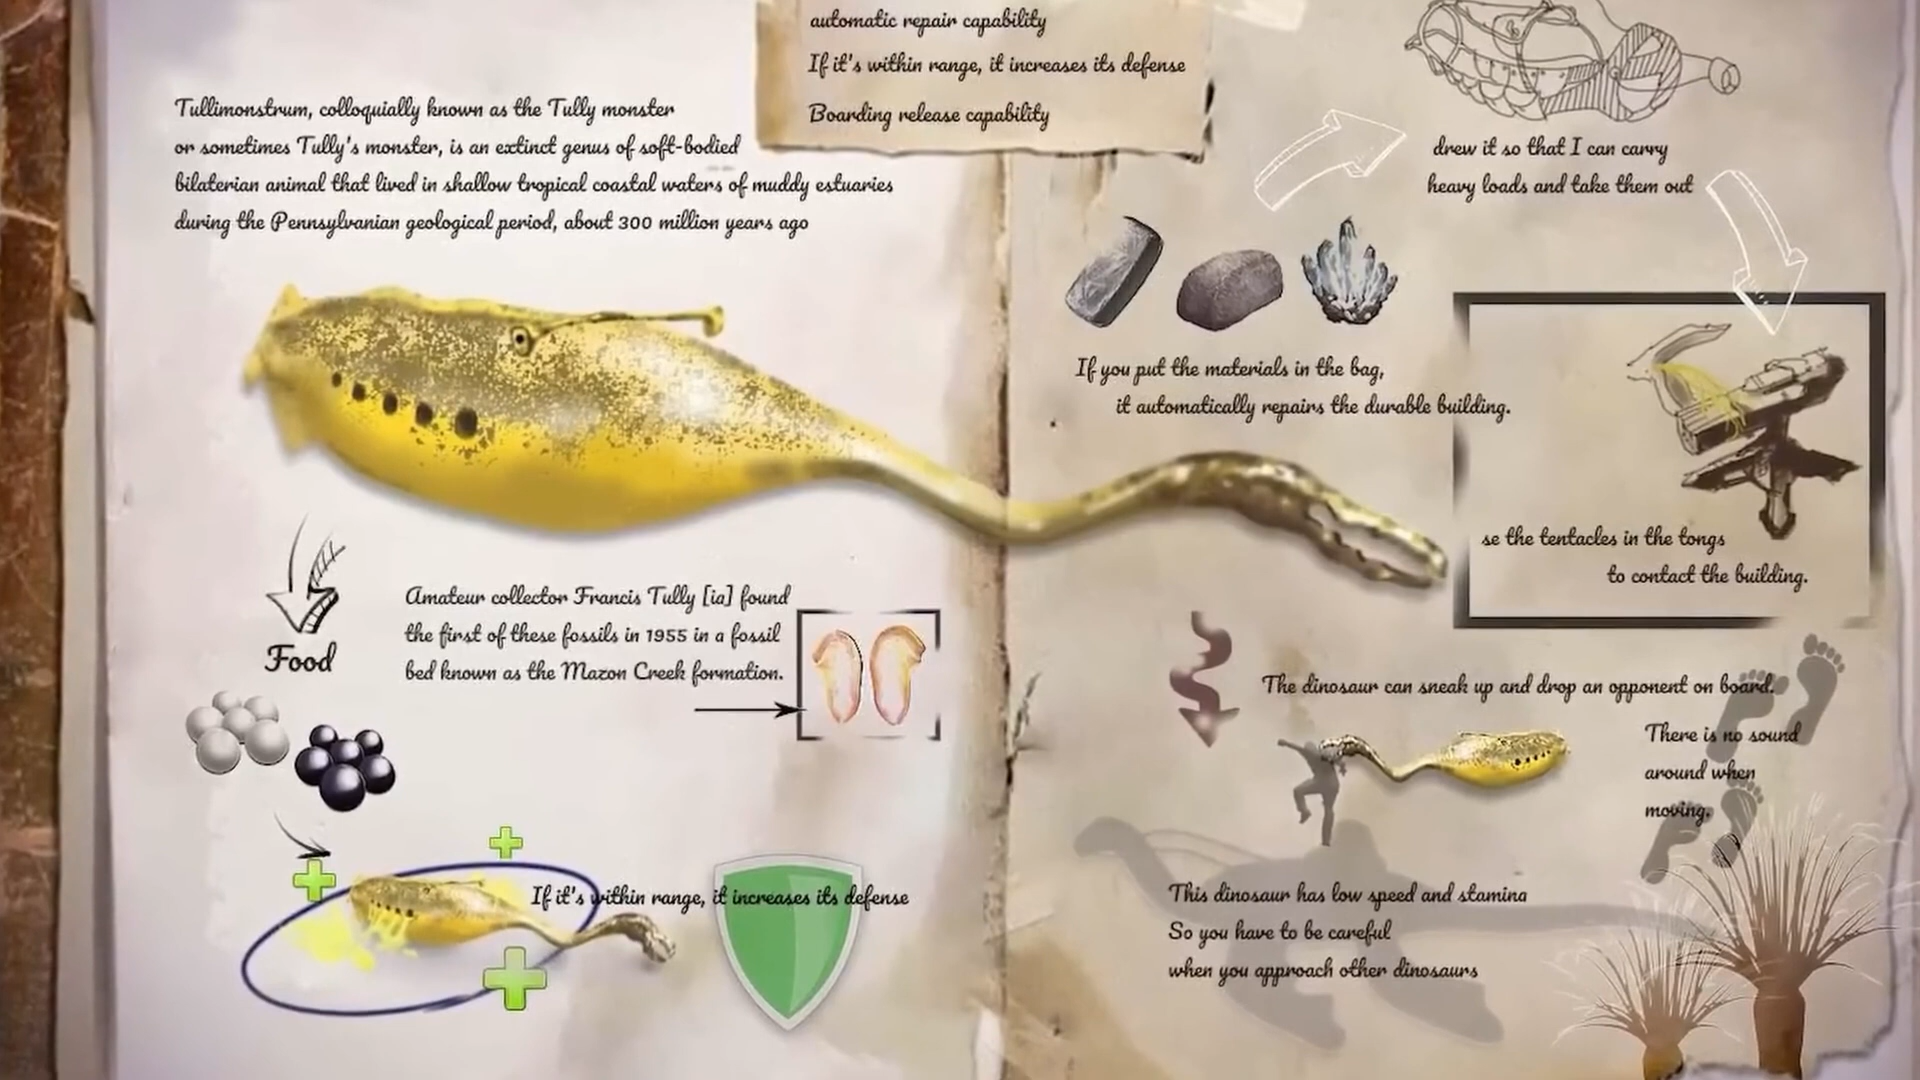 automatic repair capability
If it's within range, it increases its defense
Boarding release capability
Tullimonstrum, colloquially known as the Tully monster
or sometimes Tully's monster, is an extinct genus of soft-bodied
bilaterian animal that lived in shallow tropical coastal waters of muddy estuaries
during the Pennsylvanian geological period, about 300 million years ago
Food
Amateur collector Francis Tully [ia] found
the first of these fossils in 1955 in a fossil
bed known as the Mazon Creek formation.
If it's within range, it increases its defense
drew it so that I can carry
heavy loads and take them out
If you put the materials in the bag,
it automatically repairs the durable building.
se the tentacles in the tongs
to contact the building.
The dinosaur can sneak up and drop an opponent on board.
There is no sound
around when
moving.
This dinosaur has low speed and stamina
So you have to be careful
when you approach other dinosaurs